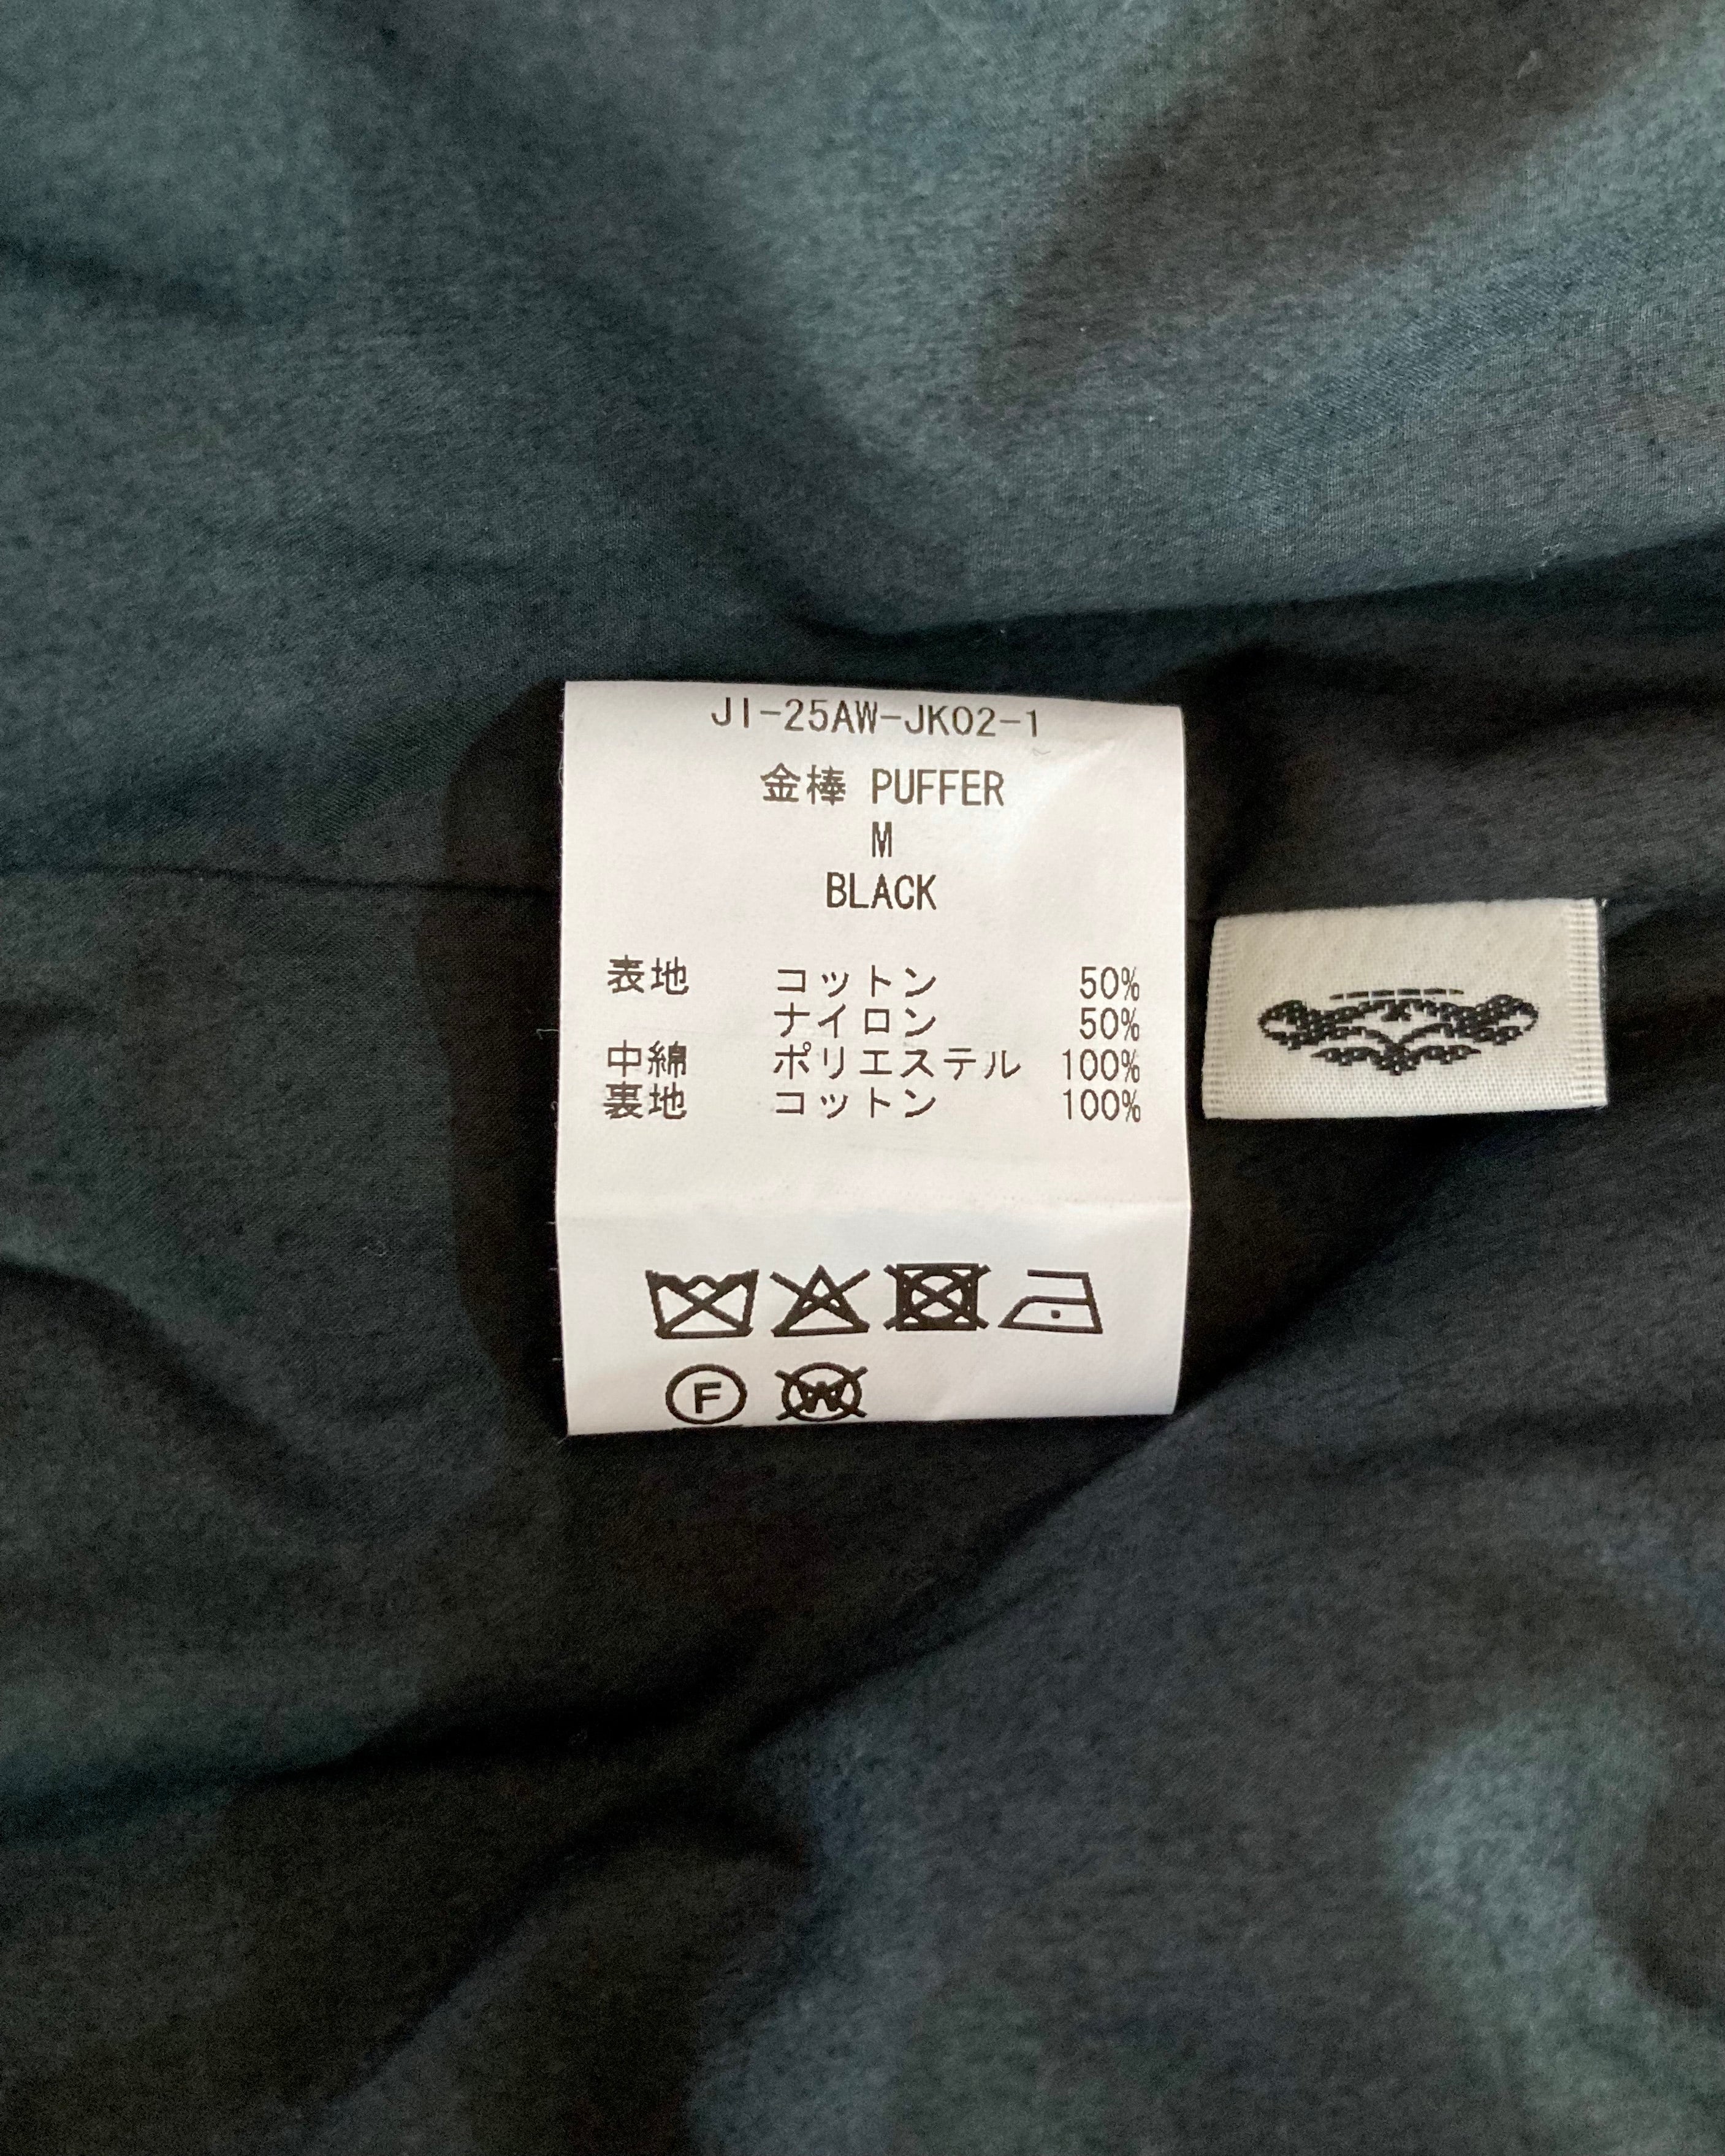 JI-25AW-JK02-1
金棒 PUFFER
M
BLACK
表地 コットン 50%
ナイロン 50%
中綿 ポリエステル 100%
裏地 コットン 100%
F W